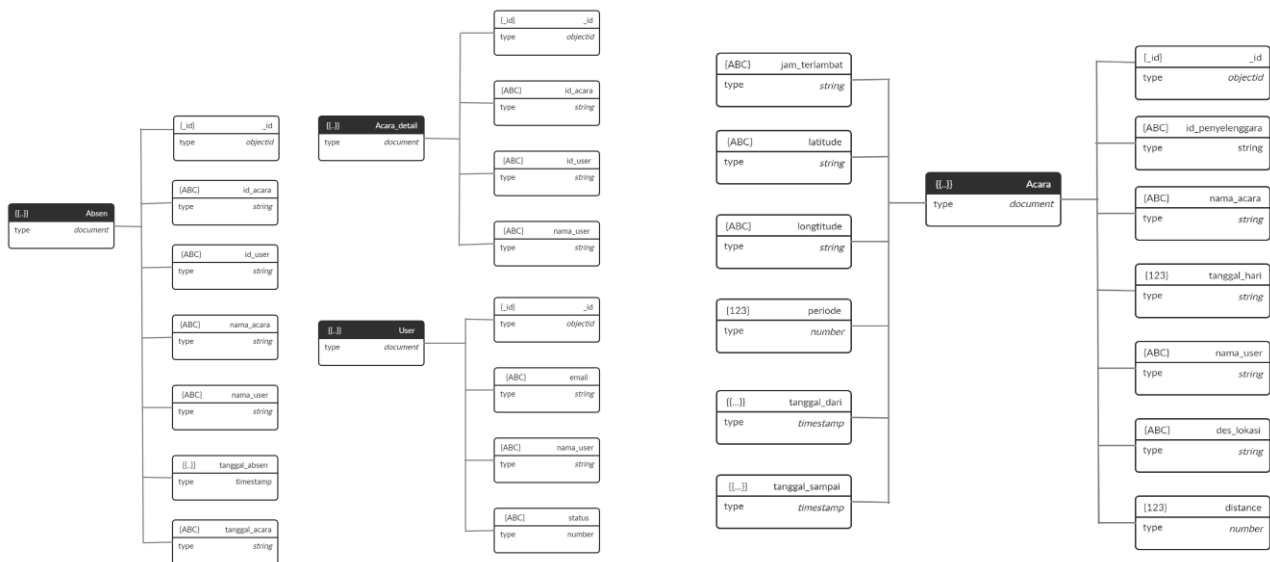 {[..]} Absen
type document
{_id} _id
type objectid
{ABC} id_acara
type string
{ABC} id_user
type string
{ABC} nama_acara
type string
{ABC} nama_user
type string
{[..]} tanggal_absen
type timestamp
{ABC} tanggal_acara
type string
{[..]} Acara_detail
type document
{_id} _id
type objectid
{ABC} id_acara
type string
{ABC} id_user
type string
{ABC} nama_user
type string
{[..]} User
type document
{_id} _id
type objectid
{ABC} email
type string
{ABC} nama_user
type string
{ABC} status
type number
{ABC} jam_terlambat
type string
{ABC} latitude
type string
{ABC} longtitude
type string
{123} periode
type number
{[...]} tanggal_dari
type timestamp
{[...]} tanggal_sampai
type timestamp
{[..]} Acara
type document
{_id} _id
type objectid
{ABC} id_penyelenggara
type string
{ABC} nama_acara
type string
{123} tanggal_hari
type string
{ABC} nama_user
type string
{ABC} des_lokasi
type string
{123} distance
type number